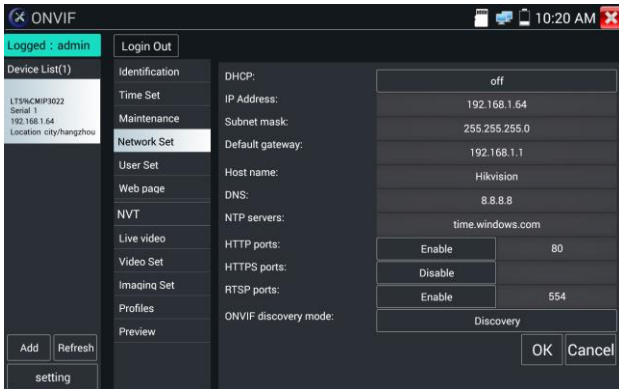 ONVIF
10:20 AM
Logged : admin
Login Out
Device List(1)
LTS%CMIP3022
Serial 1
192.168.1.64
Location city/hangzhou
Add
Refresh
setting
Identification
Time Set
Maintenance
Network Set
User Set
Web page
NVT
Live video
Video Set
Imaging Set
Profiles
Preview
DHCP: off
IP Address: 192.168.1.64
Subnet mask: 255.255.255.0
Default gateway: 192.168.1.1
Host name: Hikvision
DNS: 8.8.8.8
NTP servers: time.windows.com
HTTP ports: Enable 80
HTTPS ports: Disable
RTSP ports: Enable 554
ONVIF discovery mode: Discovery
OK Cancel